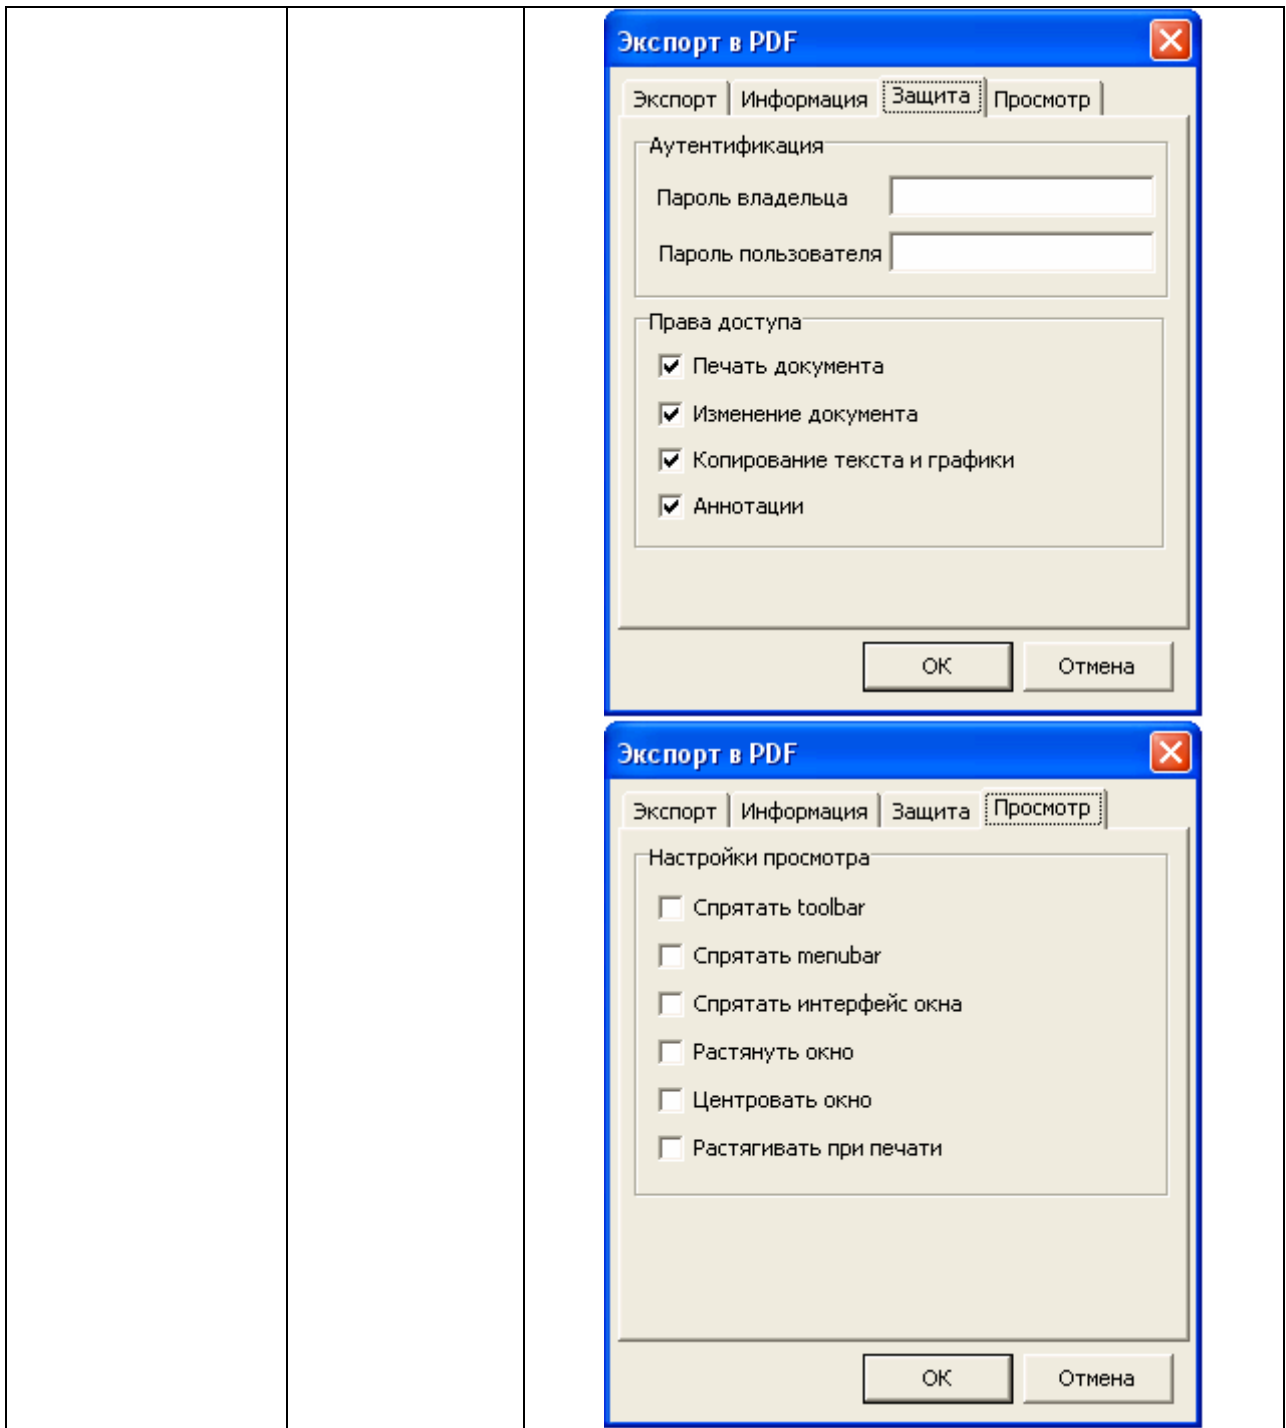 Экспорт в PDF
Экспорт Информация Защита Просмотр
Аутентификация
Пароль владельца
Пароль пользователя
Права доступа
Печать документа
Изменение документа
Копирование текста и графики
Аннотации
ОК Отмена
Экспорт в PDF
Экспорт Информация Защита Просмотр
Настройки просмотра
Спрятать toolbar
Спрятать menubar
Спрятать интерфейс окна
Растянуть окно
Центровать окно
Растягивать при печати
ОК Отмена